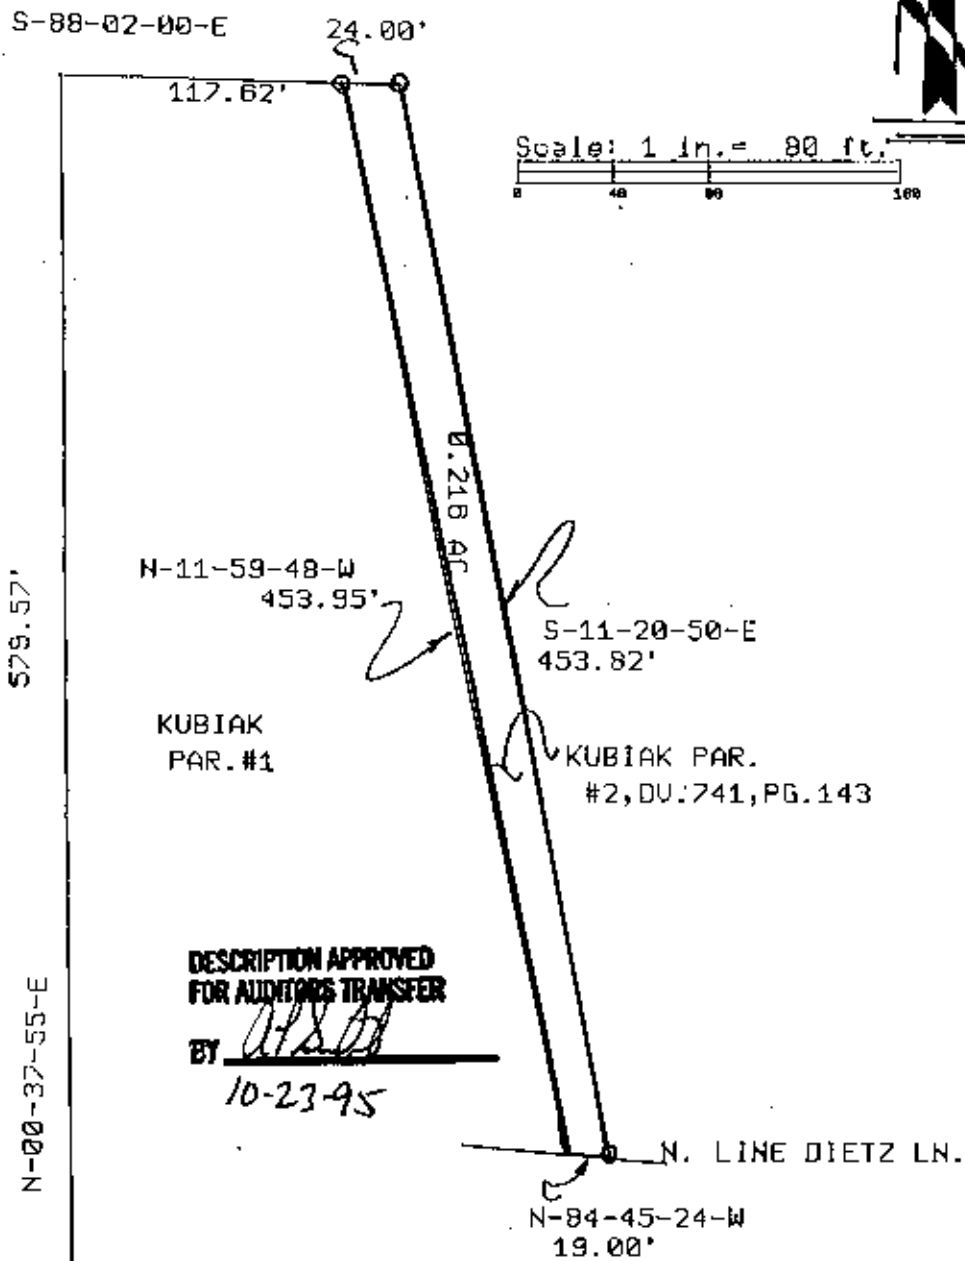 S-88-02-00-E
24.00'
117.62'
Scale: 1 in.= 80 ft.
0 40 80 160
0.218 AC
N-11-59-48-W
453.95'
S-11-20-50-E
453.82'
579.57'
N-00-37-55-E
KUBIAK
PAR.#1
KUBIAK PAR.
#2,DV.741,PG.143
DESCRIPTION APPROVED
FOR AUDITORS TRANSFER
BY
10-23-95
N. LINE DIETZ LN.
N-84-45-24-W
19.00'